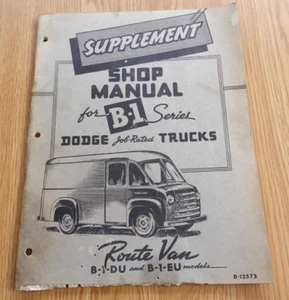 SUPPLEMENT
SHOP
MANUAL
for B-1 Series
DODGE Job-Rated TRUCKS
Route Van
B-1-DU and B-1-EU models
D-12573